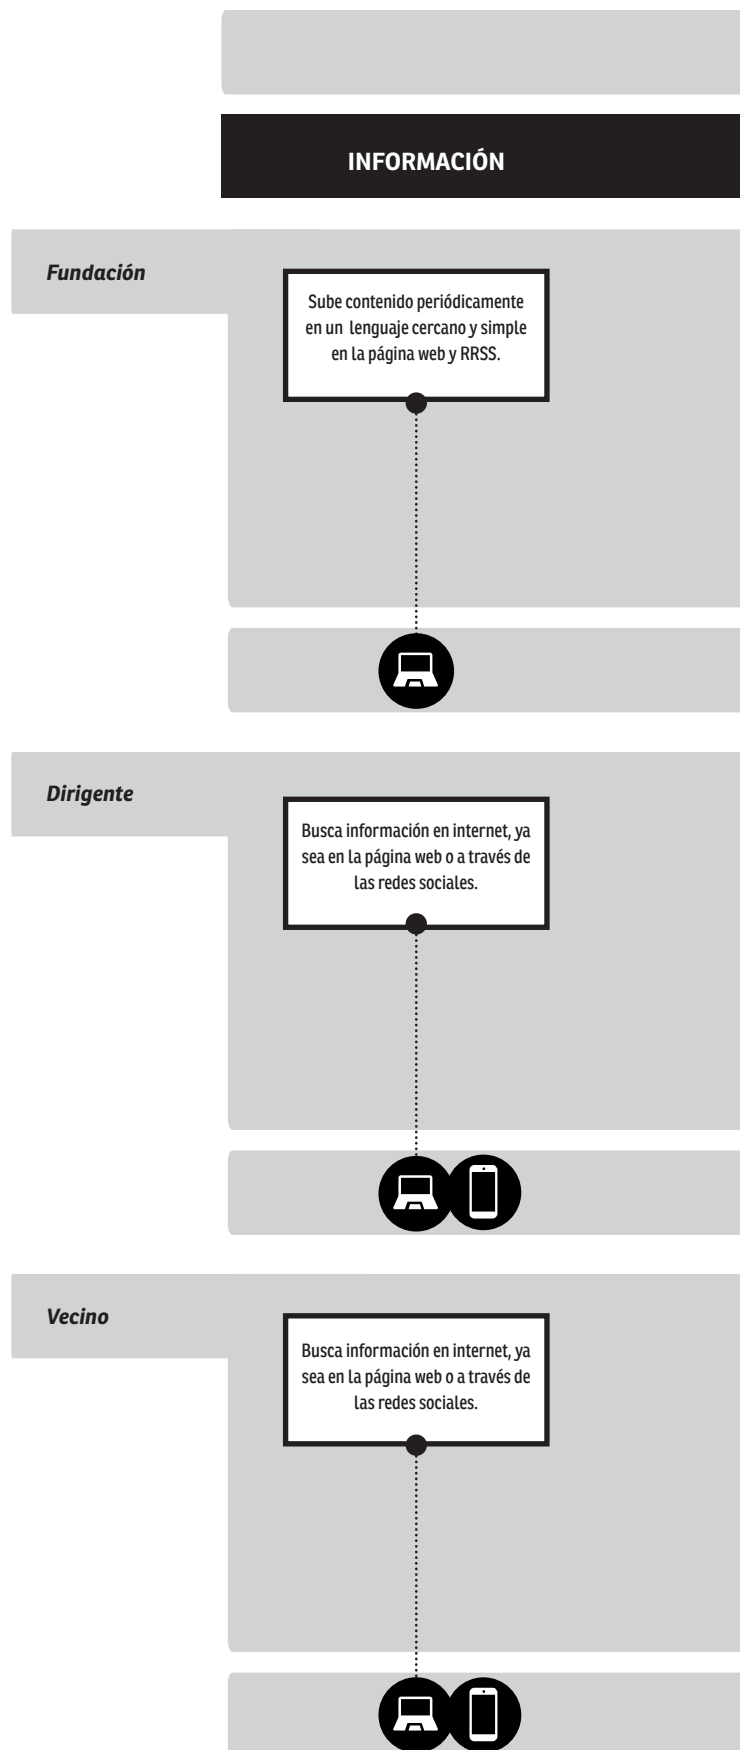 INFORMACIÓN
Fundación
Sube contenido periódicamente
en un lenguaje cercano y simple
en la página web y RRSS.
Dirigente
Busca información en internet, ya
sea en la página web o a través de
las redes sociales.
Vecino
Busca información en internet, ya
sea en la página web o a través de
las redes sociales.